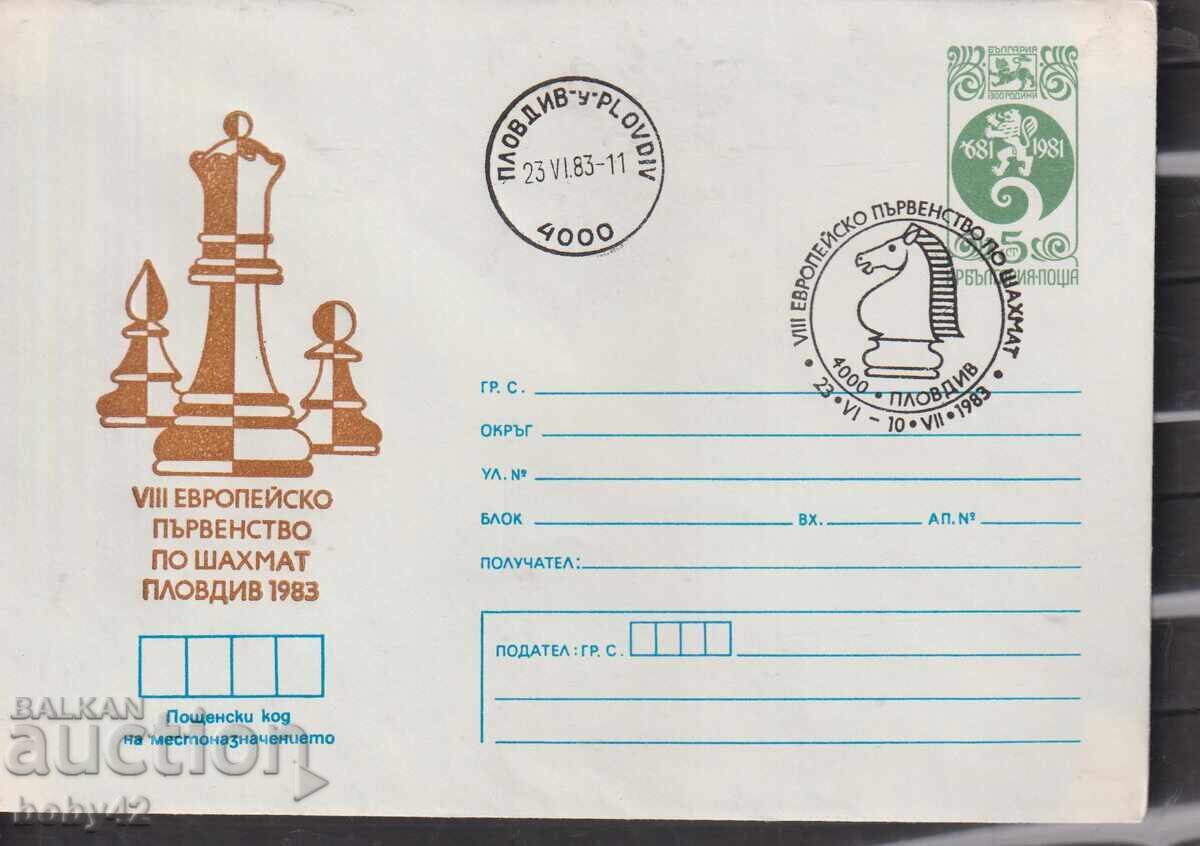 ПЛОВДИВ-У-PLOVDIV
23 VI.83-11
4000
БЪЛГАРИЯ
1300 ГОДИНИ
681 1981
5
VIII ЕВРОПЕЙСКО ПЪРВЕНСТВО ПО ШАХМАТ
4000 • ПЛОВДИВ
• 23 • VI - 10 • VII • 1983 •
VIII ЕВРОПЕЙСКО
ПЪРВЕНСТВО
ПО ШАХМАТ
ПЛОВДИВ 1983
Пощенски код
на местоназначението
ГР. С.
ОКРЪГ
УЛ. №
БЛОК ВХ. АП. №
ПОЛУЧАТЕЛ:
ПОДАТЕЛ: ГР. С.
BALKAN
auction
boby42